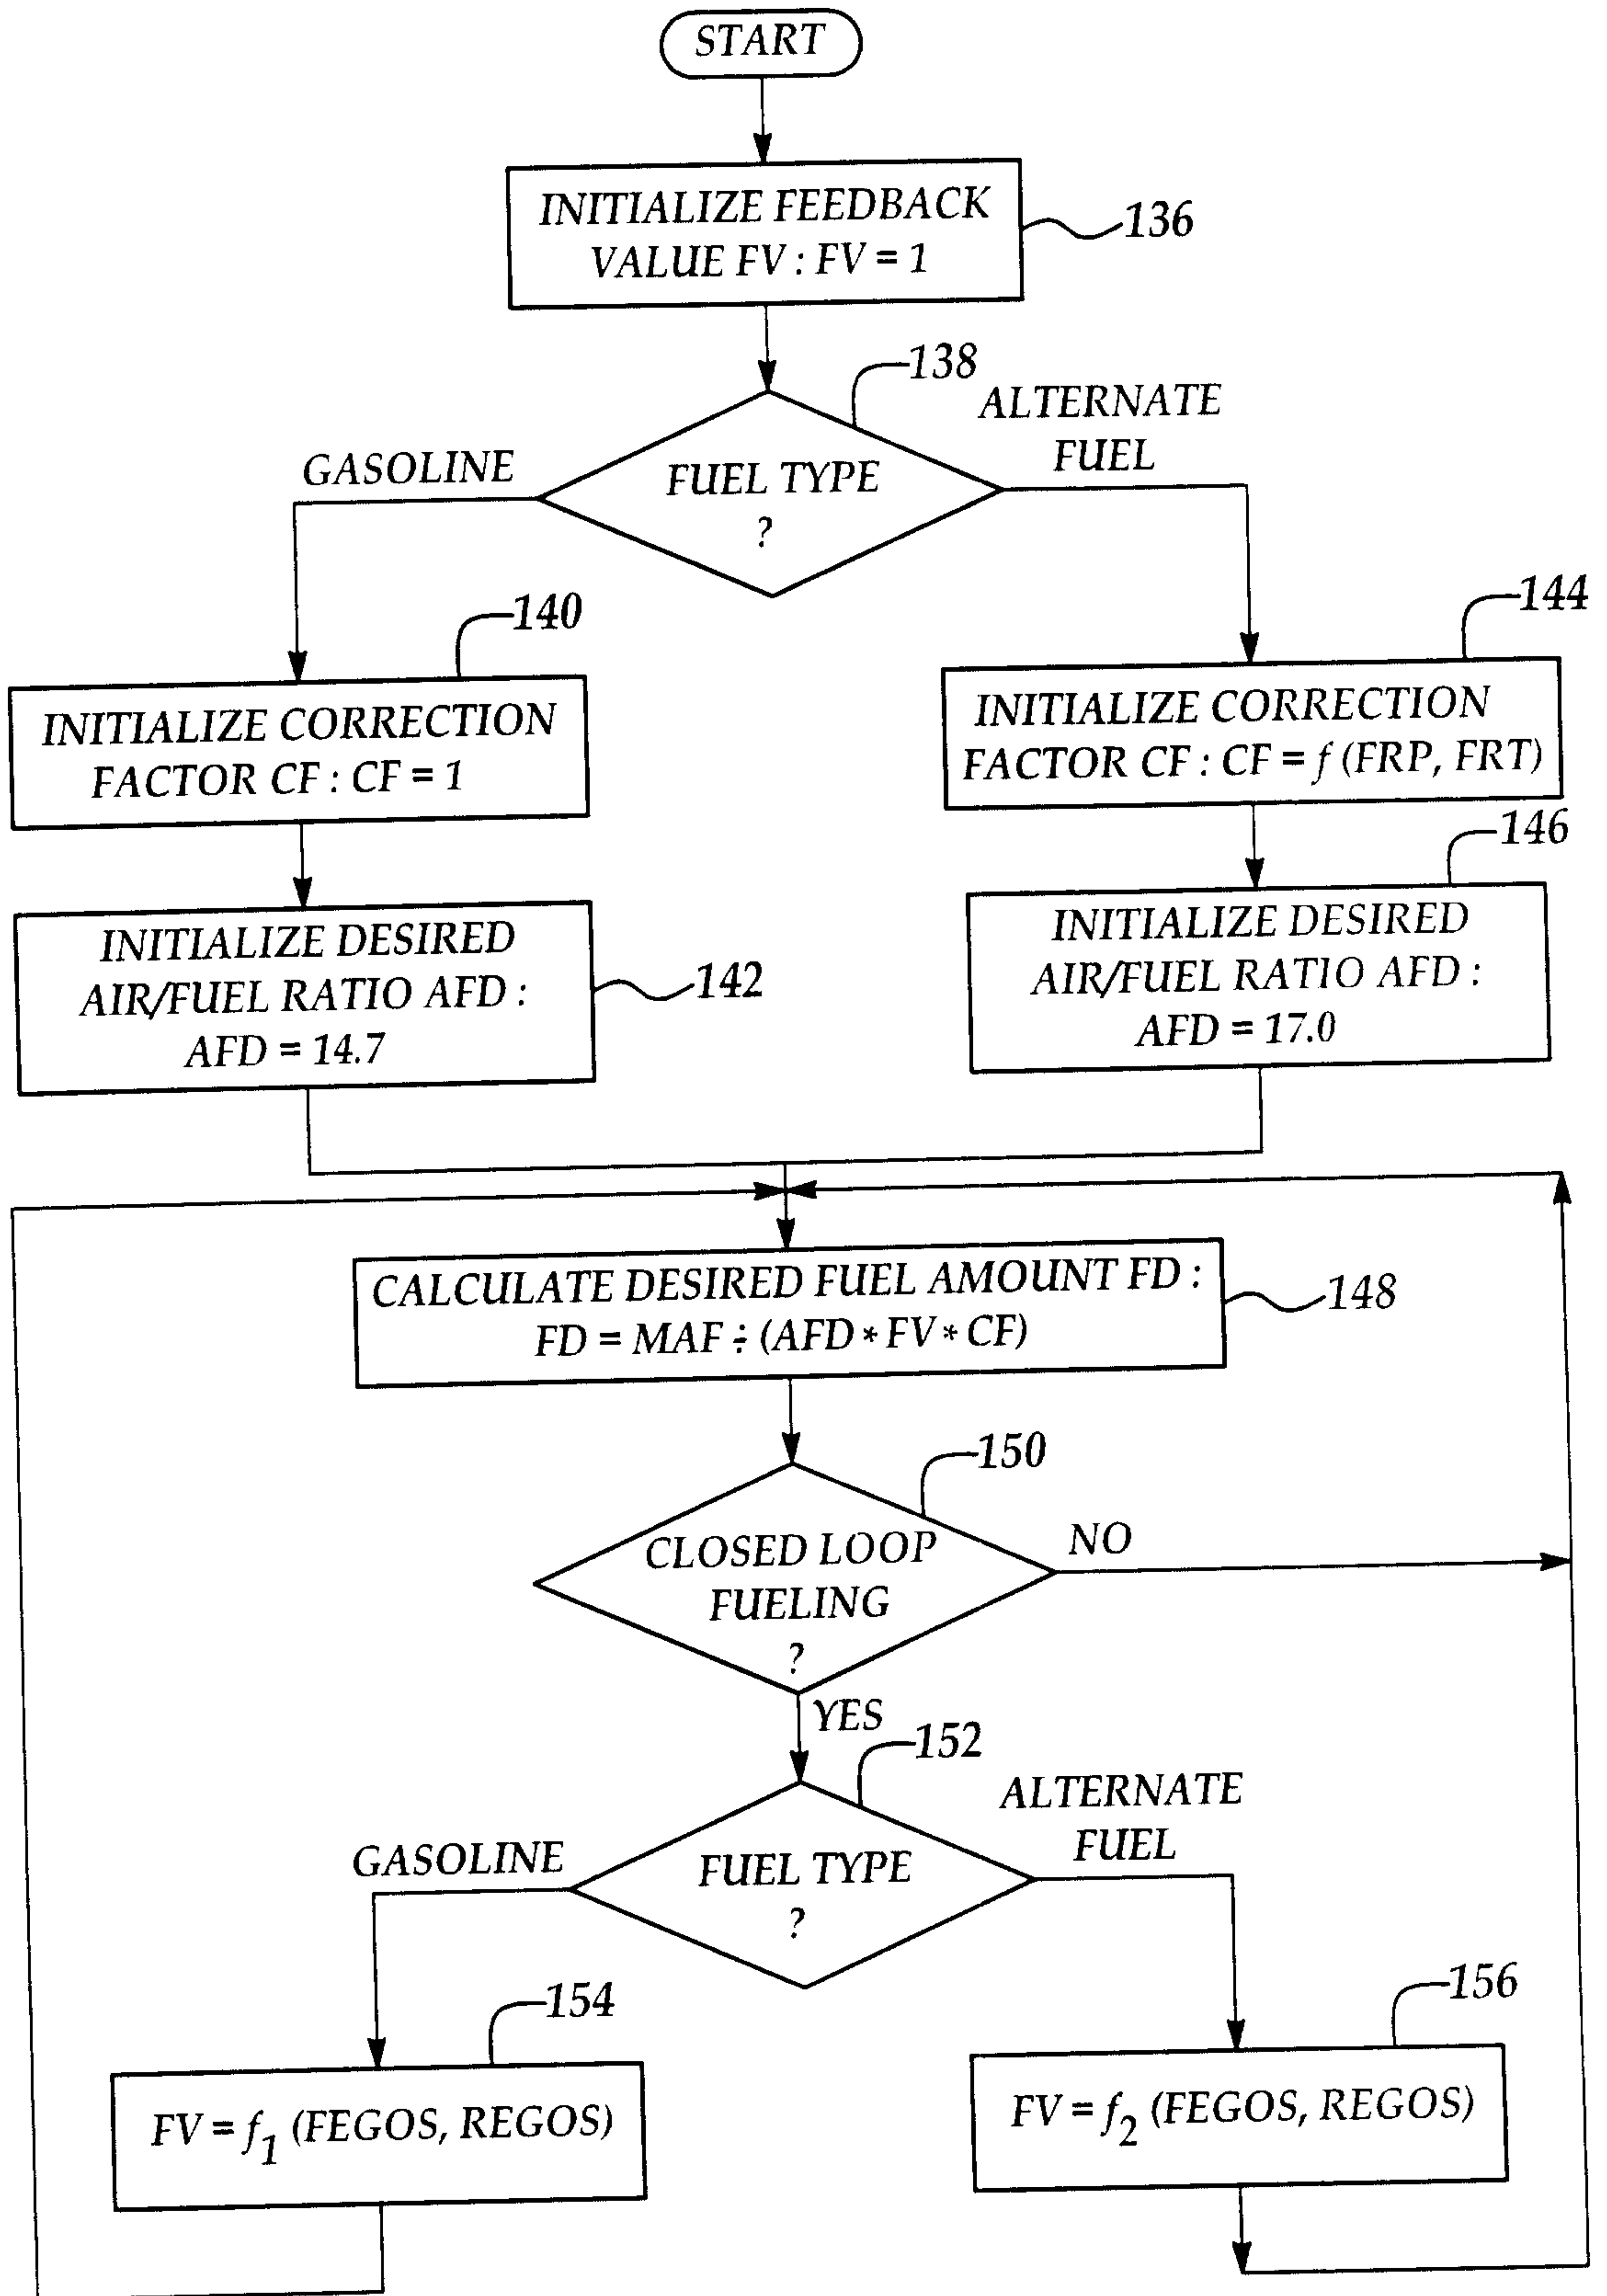 START
INITIALIZE FEEDBACK
VALUE FV : FV = 1
136
138
ALTERNATE
FUEL
GASOLINE
FUEL TYPE
?
140
144
INITIALIZE CORRECTION
FACTOR CF : CF = 1
INITIALIZE CORRECTION
FACTOR CF : CF = f (FRP, FRT)
146
INITIALIZE DESIRED
AIR/FUEL RATIO AFD :
AFD = 14.7
142
INITIALIZE DESIRED
AIR/FUEL RATIO AFD :
AFD = 17.0
CALCULATE DESIRED FUEL AMOUNT FD :
FD = MAF ÷ (AFD * FV * CF)
148
150
CLOSED LOOP
FUELING
?
NO
YES
152
ALTERNATE
FUEL
GASOLINE
FUEL TYPE
?
154
156
FV = f1 (FEGOS, REGOS)
FV = f2 (FEGOS, REGOS)